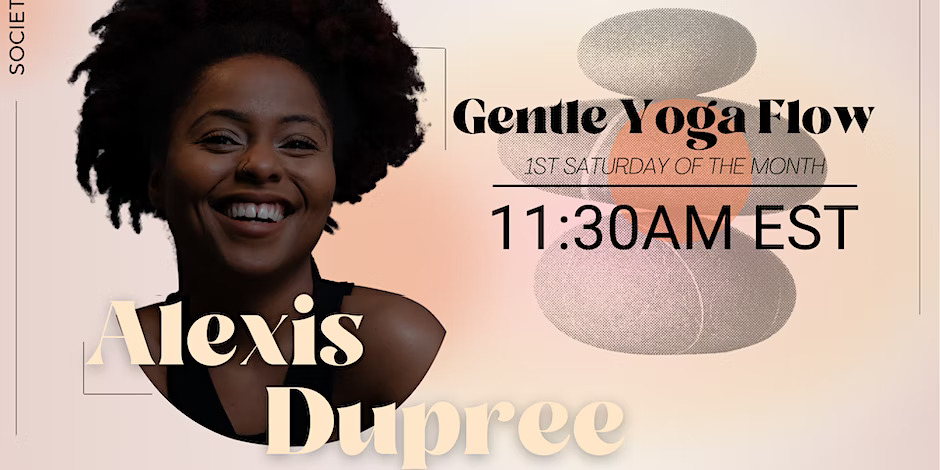 SOCIET
Gentle Yoga Flow
1ST SATURDAY OF THE MONTH
11:30AM EST
Alexis
Dupree